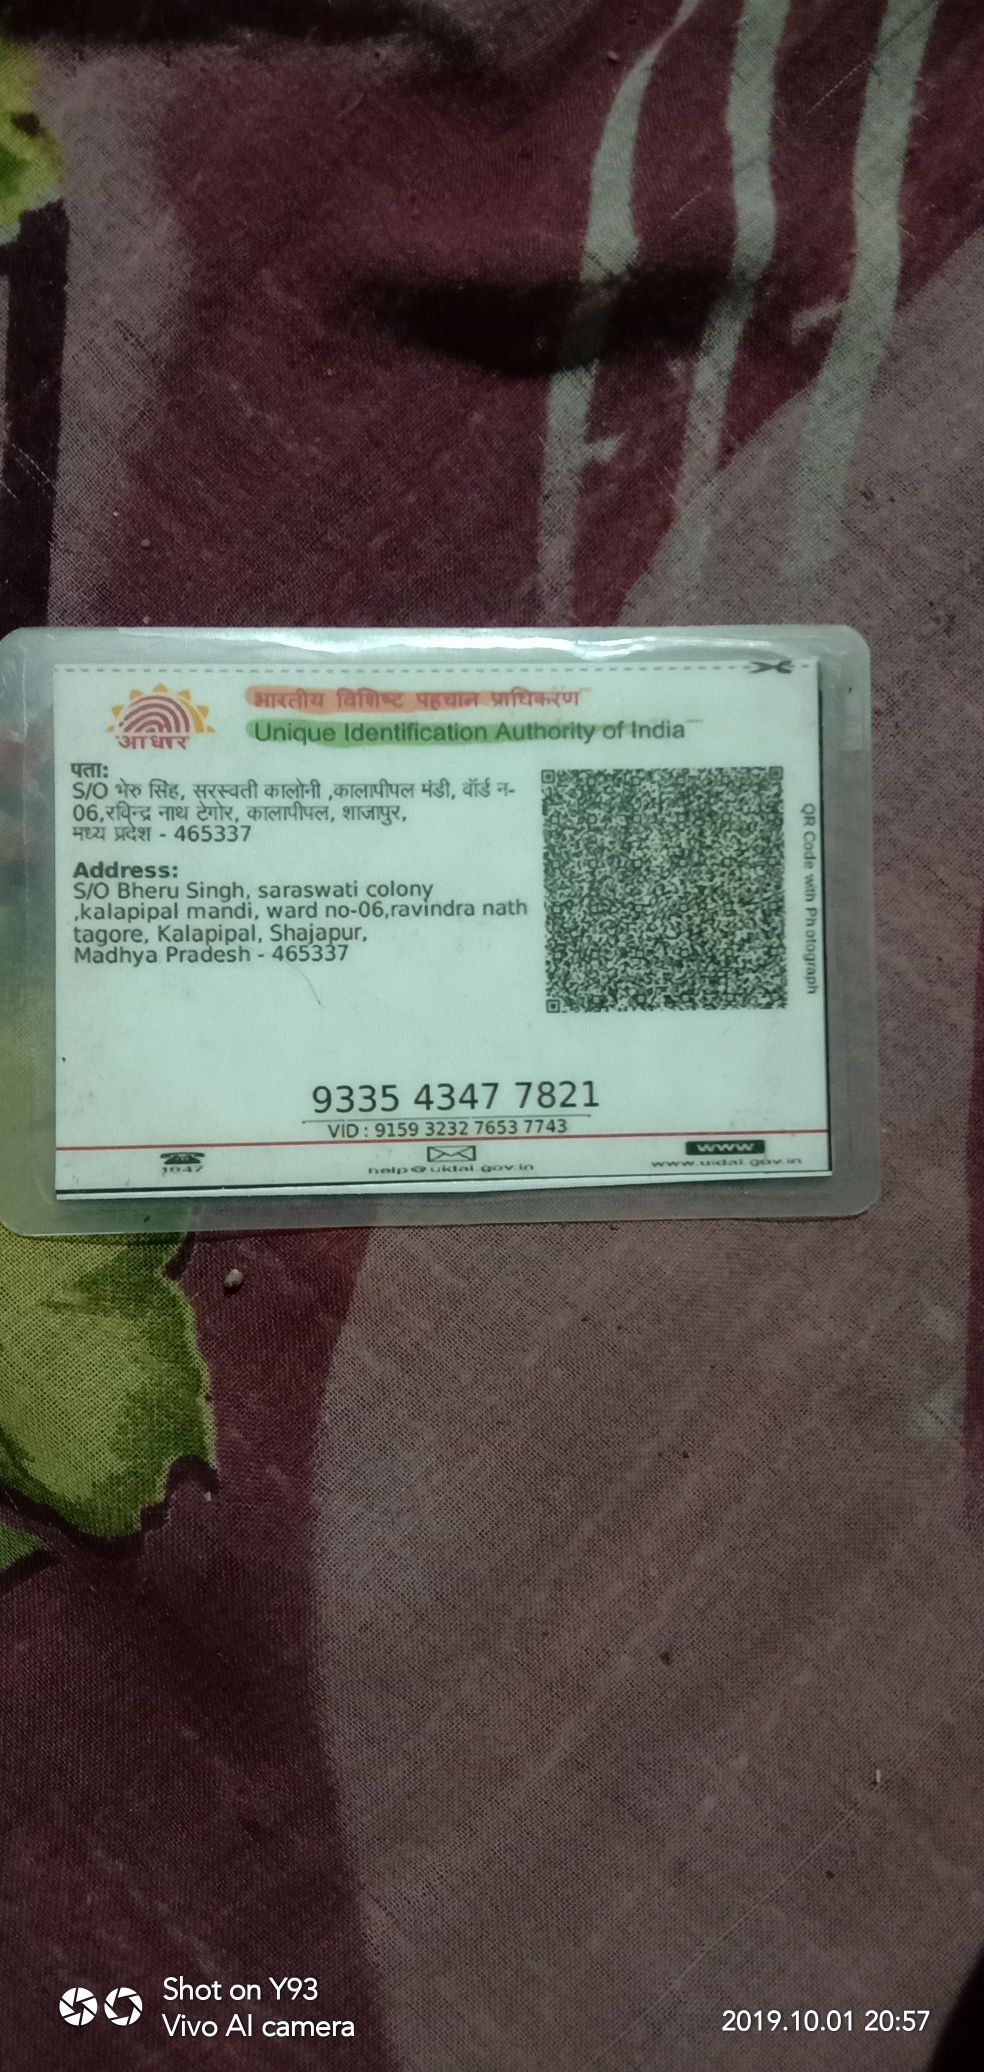 भारतीय विशिष्ट पहचान प्राधिकरण
Unique Identification Authority of India
आधार
पता:
S/O भेरु सिंह, सरस्वती कालोनी ,कालापीपल मंडी, वॉर्ड न-
06,रविन्द्र नाथ टेगोर, कालापीपल, शाजापुर,
मध्य प्रदेश - 465337
Address:
S/O Bheru Singh, saraswati colony
,kalapipal mandi, ward no-06,ravindra nath
tagore, Kalapipal, Shajapur,
Madhya Pradesh - 465337
QR Code with Photograph
9335 4347 7821
VID : 9159 3232 7653 7743
1947
help@uidai.gov.in
www
www.uidai.gov.in
Shot on Y93
Vivo AI camera
2019.10.01 20:57